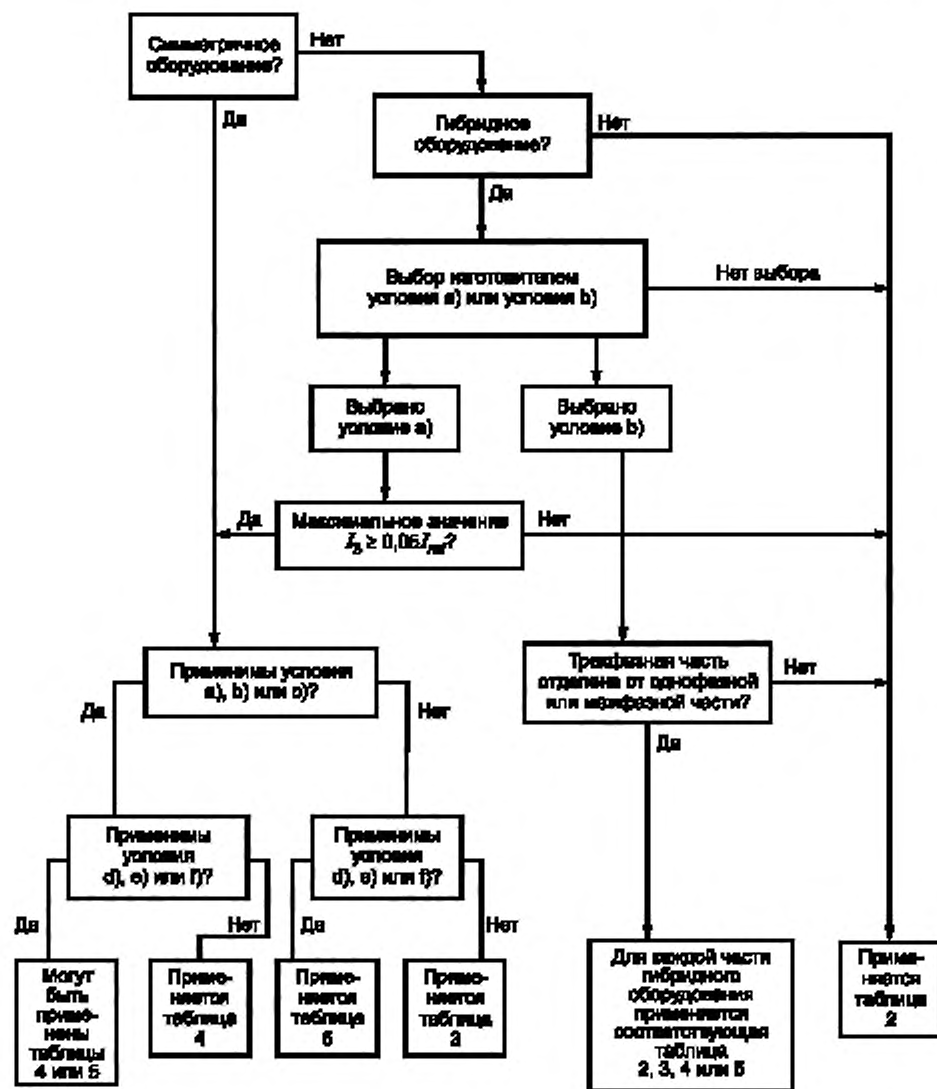 Симметричное
оборудование?
Нет
Да
Гибридное
оборудование?
Нет
Да
Выбор изготовителем
условия a) или условия b)
Нет выбора
Выбрано
условие a)
Выбрано
условие b)
Да
Максимальное значение
I₃ ≥ 0,05
Нет
Применимы условия
a), b) или c)?
Да
Нет
Трехфазная часть
отделена от однофазной
или межфазной части?
Нет
Да
Применимы
условия
d), e) или f)?
Применимы
условия
d), e) или f)?
Да
Нет
Да
Нет
Могут
быть
приме-
нены
таблицы
4 или 5
Приме-
няется
таблица
4
Приме-
няется
таблица
5
Приме-
няется
таблица
3
Для каждой части
гибридного
оборудования
применяется
соответствующая
таблица
2, 3, 4 или 5
Приме-
няется
таблица
2